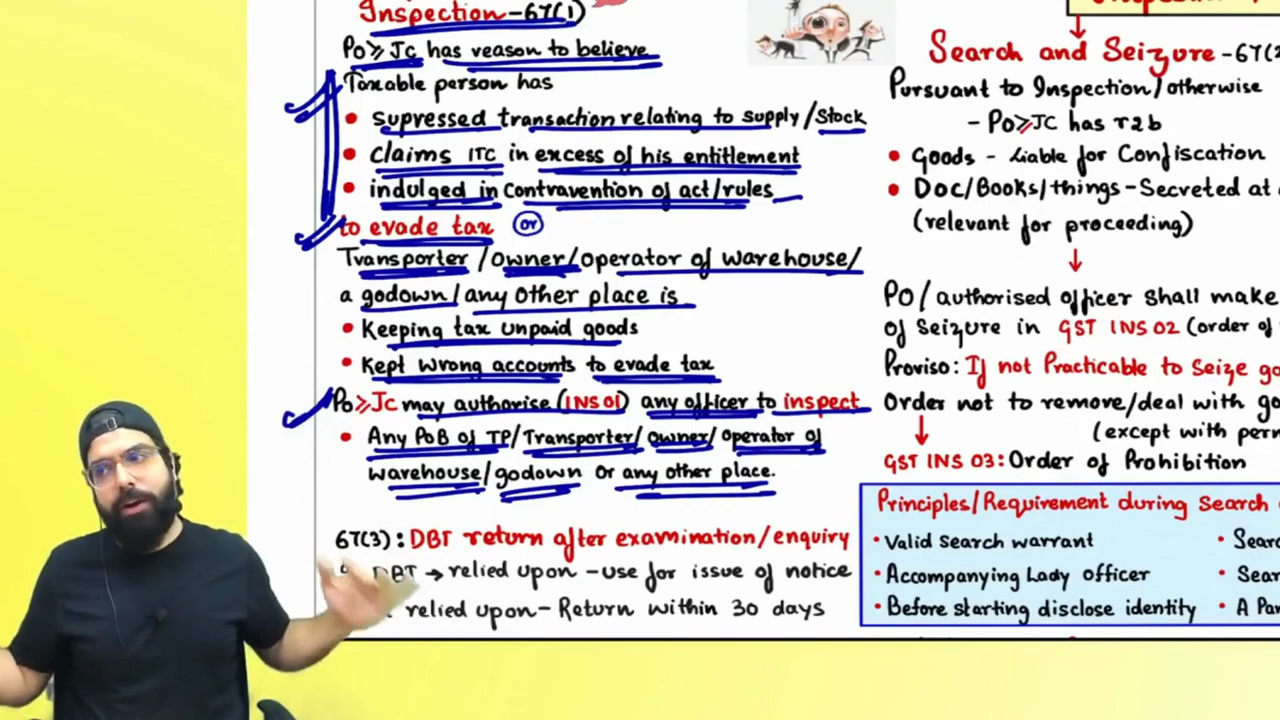 Inspection-67(1)
Po≥Jc has reason to believe
Taxable person has
• supressed transaction relating to supply/Stock
• Claims ITC in excess of his entitlement
• indulged in Contravention of act/rules
to evade tax or
Transporter/owner/operator of warehouse/
a godown/any other place is
• Keeping tax unpaid goods
• Kept wrong accounts to evade tax
Po≥Jc may authorise (INS 01) any officer to inspect
• Any PoB of TP/Transporter/owner/operator of
warehouse/godown or any other place.
67(3): DBT return after examination/enquiry
DBT → relied upon - use for issue of notice
relied upon - Return within 30 days
Search and Seizure -67(
Pursuant to Inspection/otherwise
- Po≥JC has r2b
• Goods - Liable for Confiscation
• Doc/Books/things - Secreted at
(relevant for proceeding)
↓
PO/authorised officer shall make
of Seizure in GST INS 02 (order of
Proviso: If not Practicable to Seize go
Order not to remove/deal with go
↓ (except with per
GST INS 03: Order of Prohibition
Principles/Requirement during Search
• Valid search warrant
• Accompanying Lady officer
• Before starting disclose identity
• Sear
• Sear
• A Pa